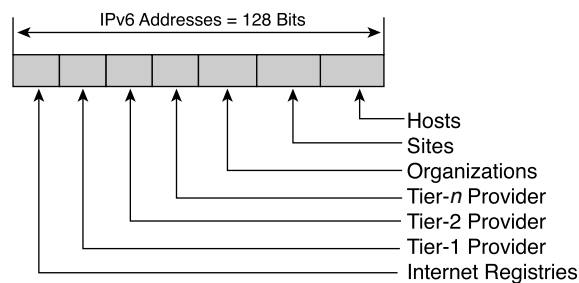 IPv6 Addresses = 128 Bits
Hosts
Sites
Organizations
Tier-n Provider
Tier-2 Provider
Tier-1 Provider
Internet Registries